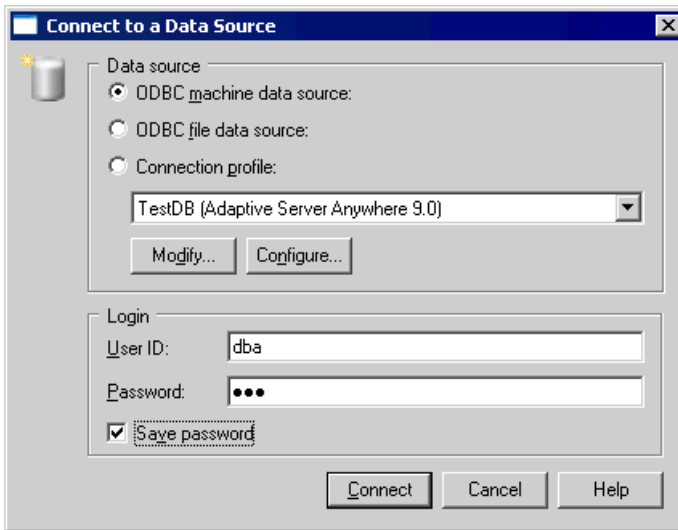 Connect to a Data Source
Data source
ODBC machine data source:
ODBC file data source:
Connection profile:
TestDB (Adaptive Server Anywhere 9.0)
Modify... Configure...
Login
User ID: dba
Password: •••
Save password
Connect Cancel Help